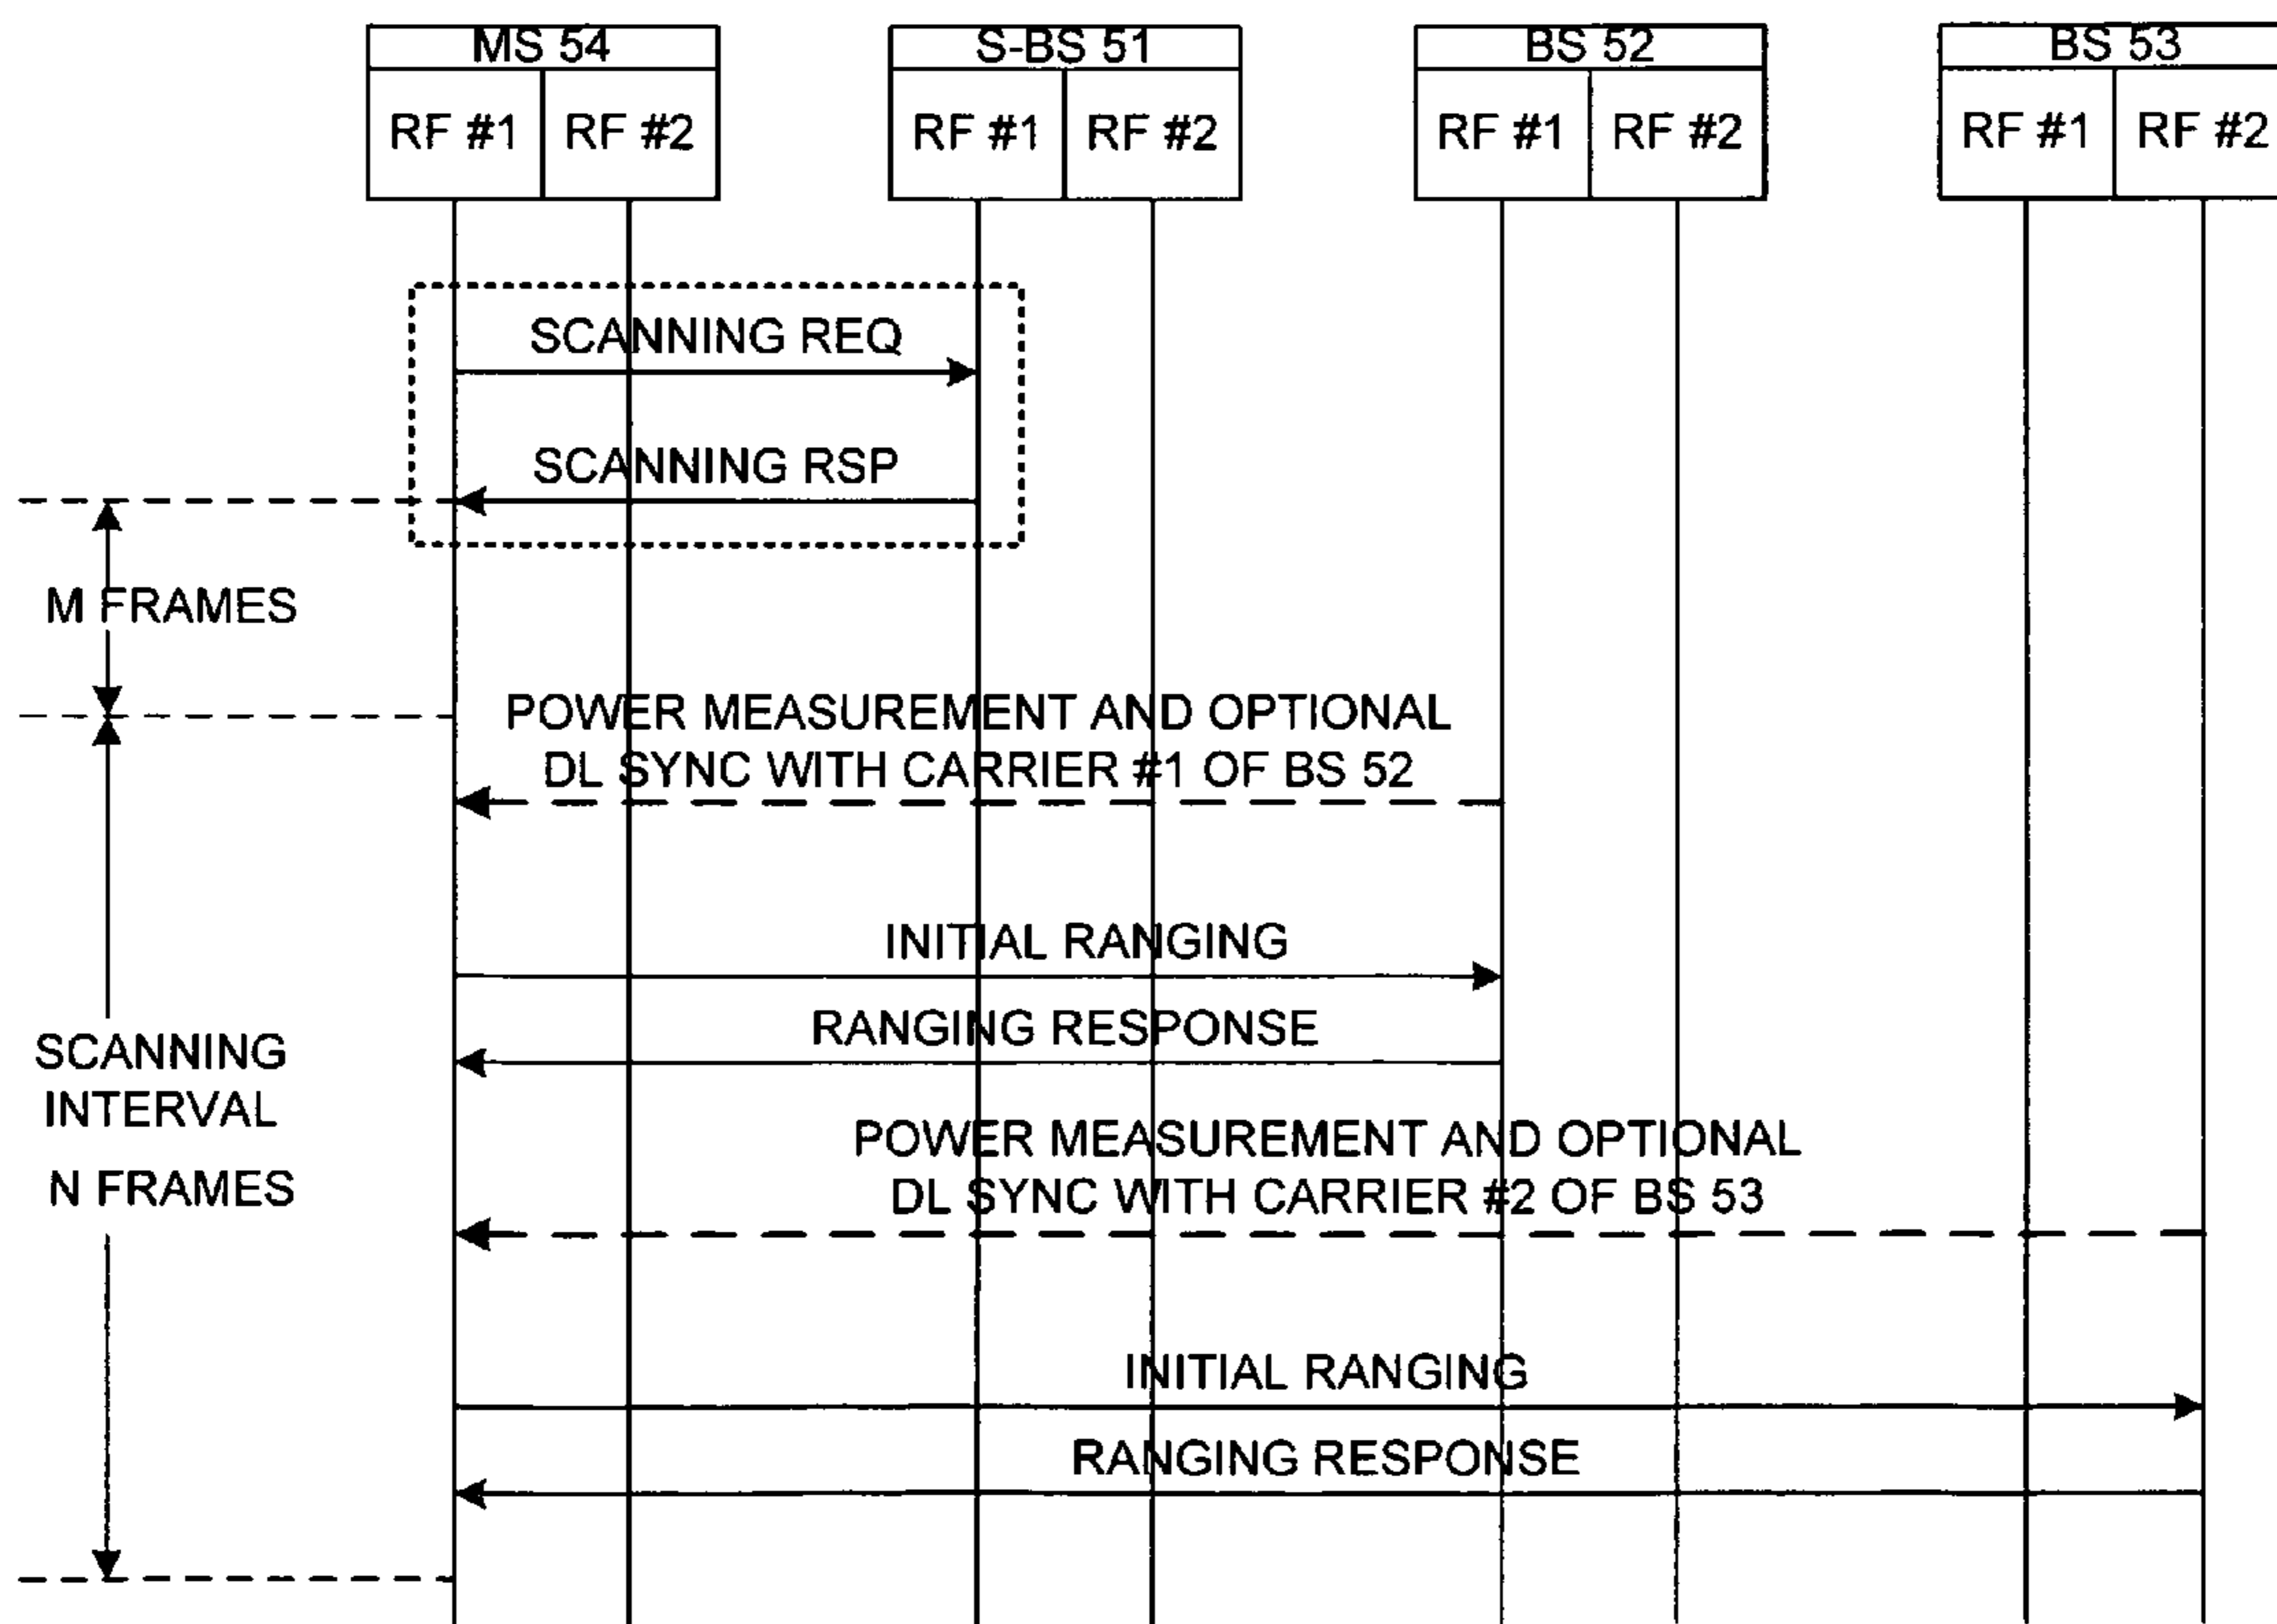 MS 54
S-BS 51
BS 52
BS 53
RF #1
RF #2
RF #1
RF #2
RF #1
RF #2
RF #1
RF #2
SCANNING REQ
SCANNING RSP
M FRAMES
POWER MEASUREMENT AND OPTIONAL
DL SYNC WITH CARRIER #1 OF BS 52
INITIAL RANGING
RANGING RESPONSE
SCANNING
INTERVAL
N FRAMES
POWER MEASUREMENT AND OPTIONAL
DL SYNC WITH CARRIER #2 OF BS 53
INITIAL RANGING
RANGING RESPONSE